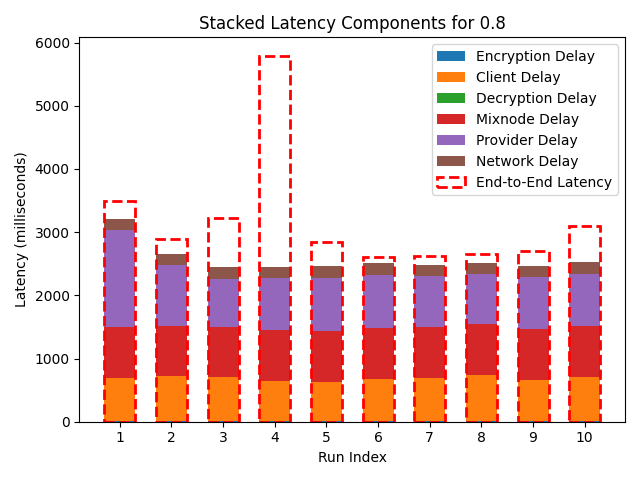 Stacked Latency Components for 0.8
Encryption Delay
Client Delay
Decryption Delay
Mixnode Delay
Provider Delay
Network Delay
End-to-End Latency
Latency (milliseconds)
6000
5000
4000
3000
2000
1000
0
1 2 3 4 5 6 7 8 9 10
Run Index